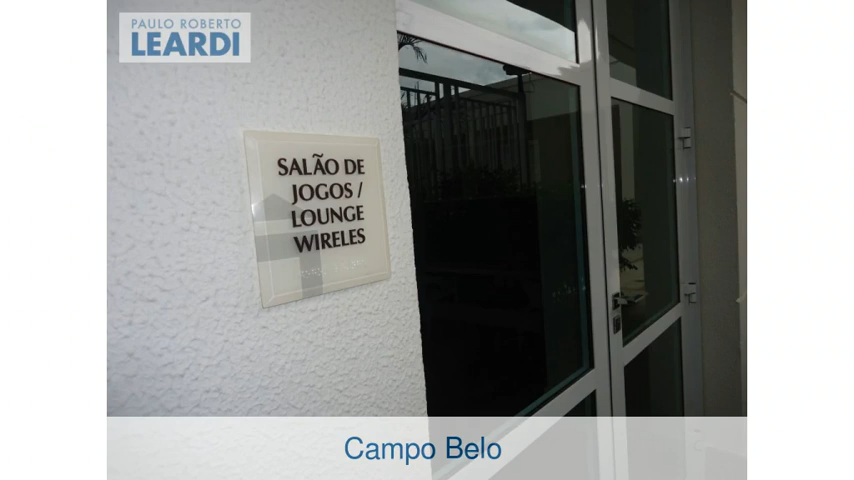 PAULO ROBERTO
LEARDI
SALÃO DE
JOGOS /
LOUNGE
WIRELES
Campo Belo